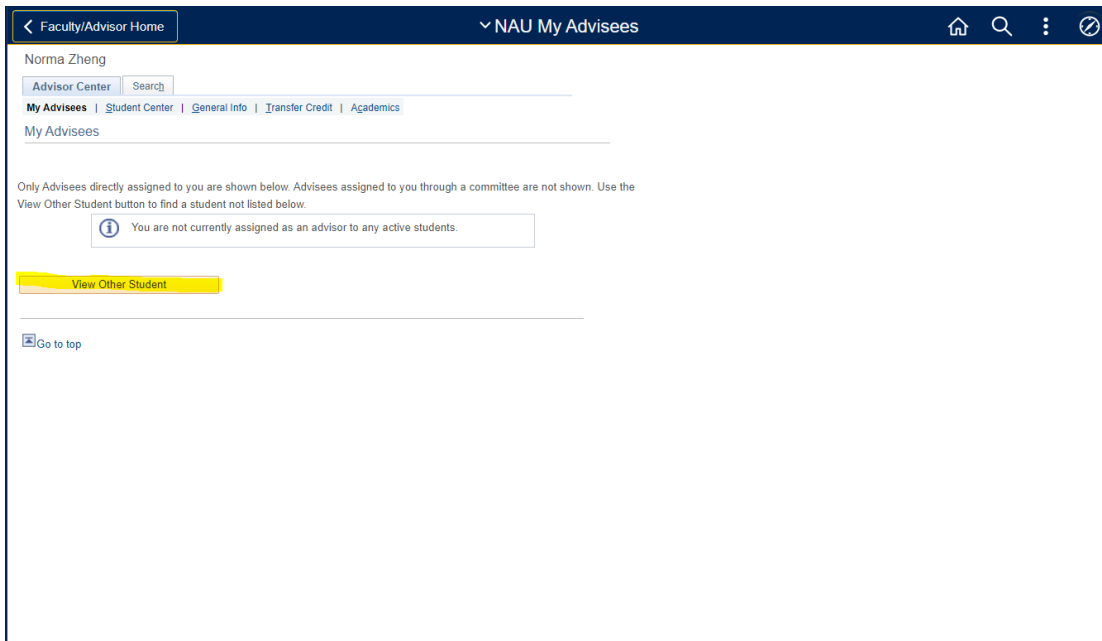 Faculty/Advisor Home
NAU My Advisees
Norma Zheng
Advisor Center Search
My Advisees | Student Center | General Info | Transfer Credit | Academics
My Advisees
Only Advisees directly assigned to you are shown below. Advisees assigned to you through a committee are not shown. Use the
View Other Student button to find a student not listed below.
You are not currently assigned as an advisor to any active students.
View Other Student
Go to top